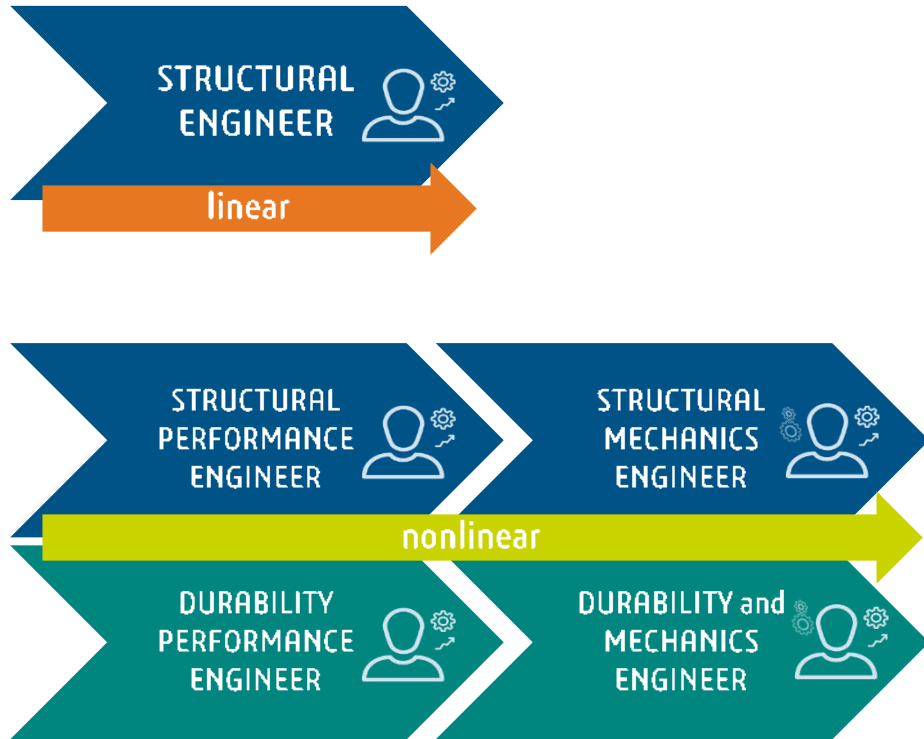 STRUCTURAL
ENGINEER
linear
STRUCTURAL
PERFORMANCE
ENGINEER
STRUCTURAL
MECHANICS
ENGINEER
nonlinear
DURABILITY
PERFORMANCE
ENGINEER
DURABILITY and
MECHANICS
ENGINEER